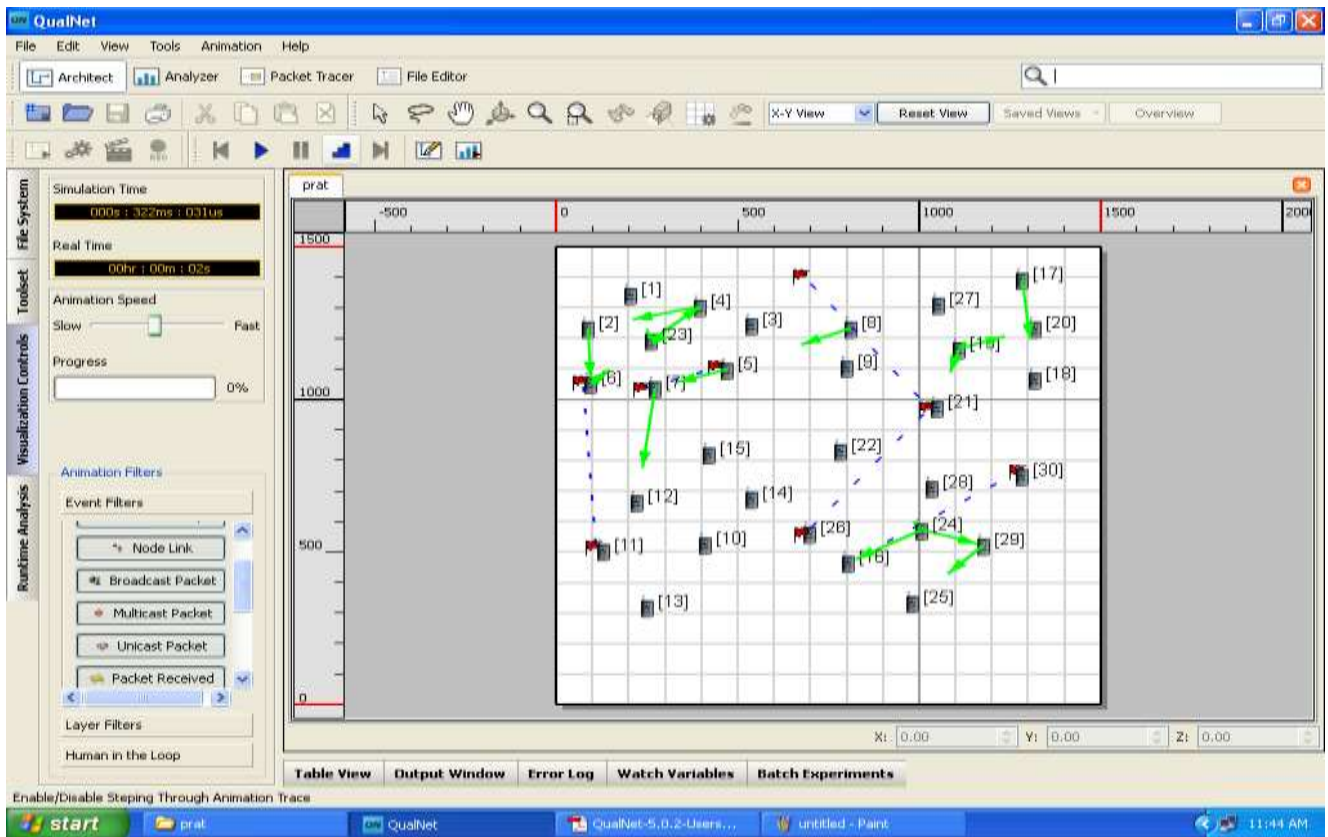 QualNet
File Edit View Tools Animation Help
Architect Analyzer Packet Tracer File Editor
X-Y View Reset View Saved Views Overview
File System
Toolset
Visualization Controls
Runtime Analysis
Simulation Time
000s : 322ms : 031us
Real Time
00hr : 00m : 02s
Animation Speed
Slow Fast
Progress
0%
Animation Filters
Event Filters
Node Link
Broadcast Packet
Multicast Packet
Unicast Packet
Packet Received
Layer Filters
Human in the Loop
prat
-500 0 500 1000 1500 200
1500
1000
500
0
[17]
[1]
[4]
[27]
[2]
[3]
[8]
[20]
[23]
[5]
[9]
[6]
[7]
[18]
[21]
[15]
[22]
[30]
[12]
[14]
[28]
[26]
[24]
[11]
[10]
[29]
[16]
[13]
[25]
X: 0.00 Y: 0.00 Z: 0.00
Table View Output Window Error Log Watch Variables Batch Experiments
Enable/Disable Steping Through Animation Trace
start prat QualNet QualNet-5.0.2-Users... untitled - Paint 11:44 AM